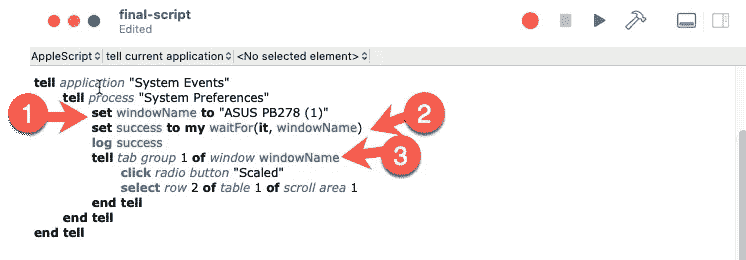 final-script
Edited
AppleScript tell current application <No selected element>
tell application "System Events"
tell process "System Preferences"
1 set windowName to "ASUS PB278 (1)"
set success to my waitFor(it, windowName) 2
log success
tell tab group 1 of window windowName 3
click radio button "Scaled"
select row 2 of table 1 of scroll area 1
end tell
end tell
end tell